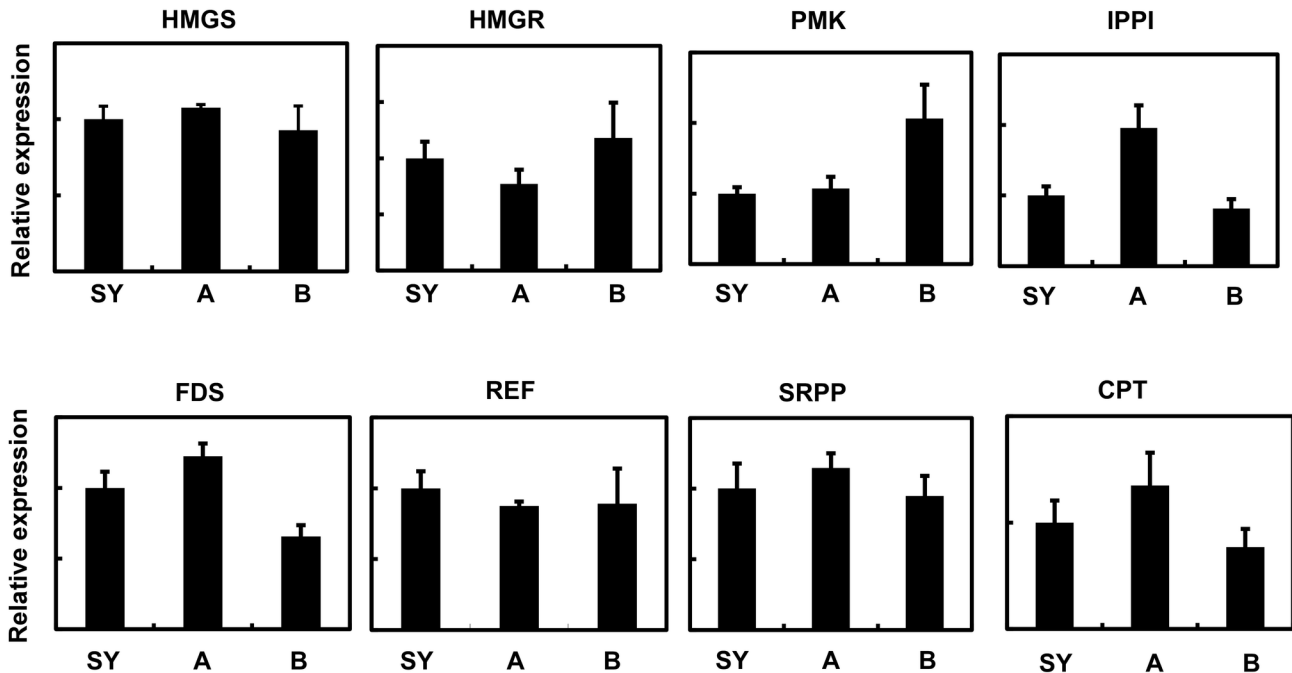 HMGS HMGR PMK IPPI
Relative expression
SY A B SY A B SY A B SY A B
FDS REF SRPP CPT
Relative expression
SY A B SY A B SY A B SY A B